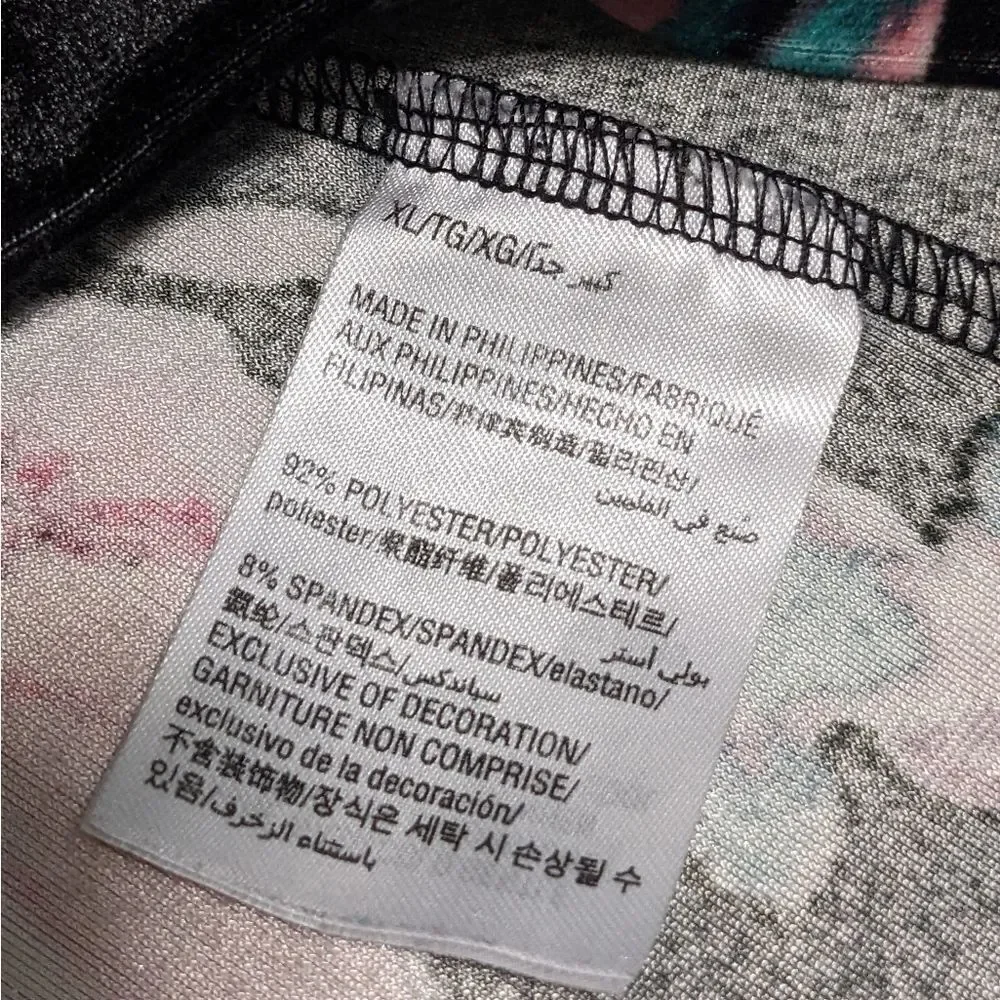 XL/TG/XG/كبير جدًا
MADE IN PHILIPPINES/FABRIQUÉ
AUX PHILIPPINES/HECHO EN
FILIPINAS/菲律宾制造/필리핀산/
صُنع في الفلبين
92% POLYESTER/POLYESTER/
poliester/聚酯纤维/폴리에스테르/
بولي أستر
8% SPANDEX/SPANDEX/elastano/
氨纶/스판덱스/سباندكس
EXCLUSIVE OF DECORATION/
GARNITURE NON COMPRISE/
exclusivo de la decoración/
不含装饰物/장식은 세탁 시 손상될 수
있음/باستثناء الزخرف